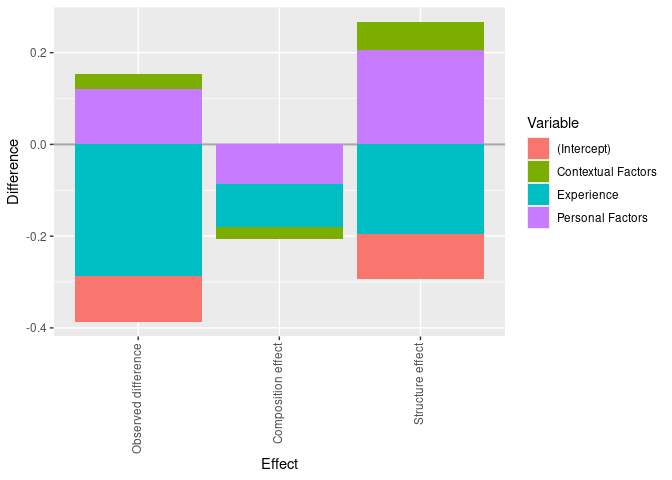 0.2
0.0
-0.2
-0.4
Difference
Observed difference
Composition effect
Structure effect
Effect
Variable
(Intercept)
Contextual Factors
Experience
Personal Factors